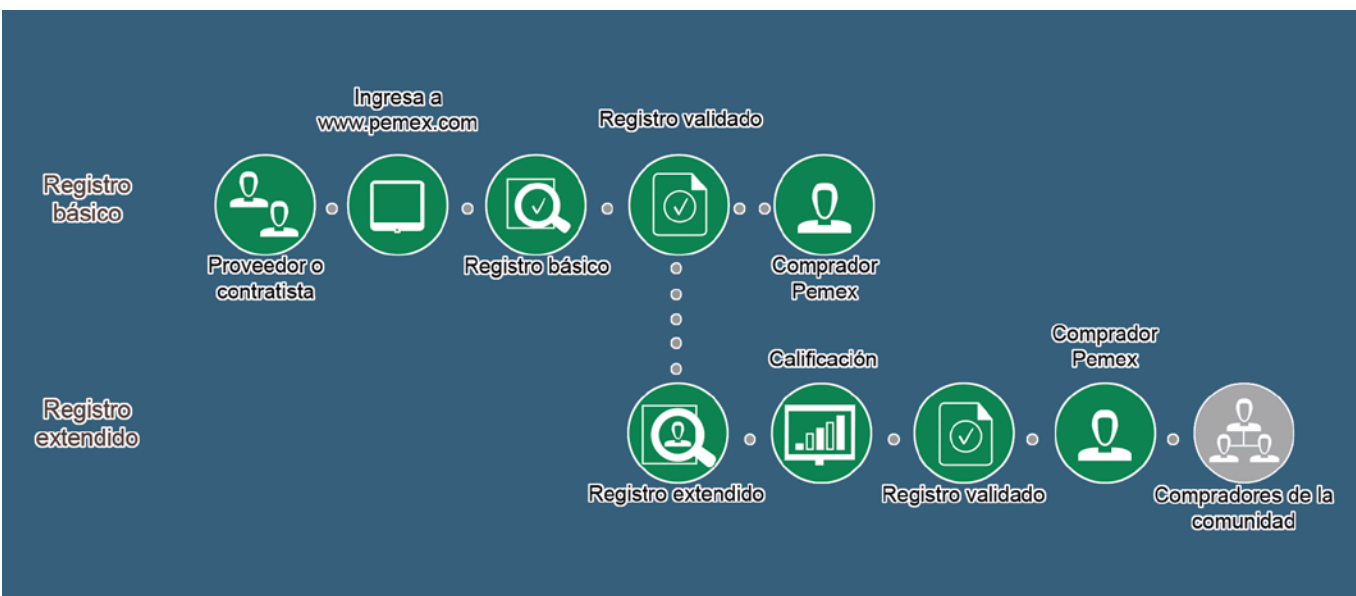 Ingresa a
www.pemex.com
Registro validado
Registro
básico
Proveedor o
contratista
Registro básico
Comprador
Pemex
Comprador
Pemex
Calificación
Registro
extendido
Registro extendido
Registro validado
Compradores de la
comunidad